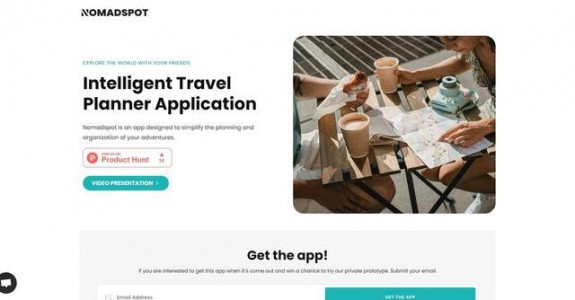 NOMADSPOT
EXPLORE THE WORLD WITH YOUR FRIENDS
Intelligent Travel
Planner Application
Nomadspot is an app designed to simplify the planning and
organization of your adventures.
FIND US ON
Product Hunt
VIDEO PRESENTATION
Get the app!
If you are interested to get this app when it's come out and win a chance to try our private prototype. Submit your email.
Email Address
GET THE APP